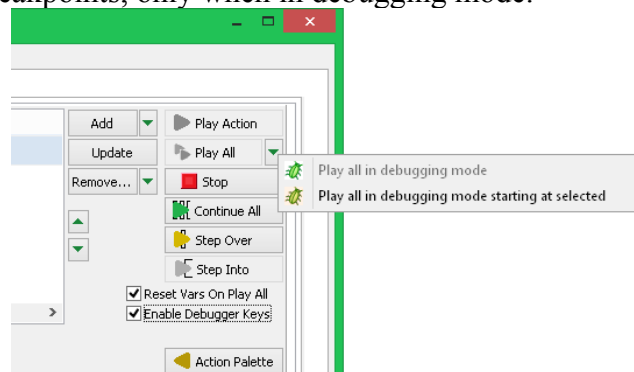 eakpoints, only when in debugging mode.
Add
Play Action
Update
Play All
Play all in debugging mode
Remove...
Stop
Play all in debugging mode starting at selected
Continue All
Step Over
Step Into
Reset Vars On Play All
Enable Debugger Keys
Action Palette